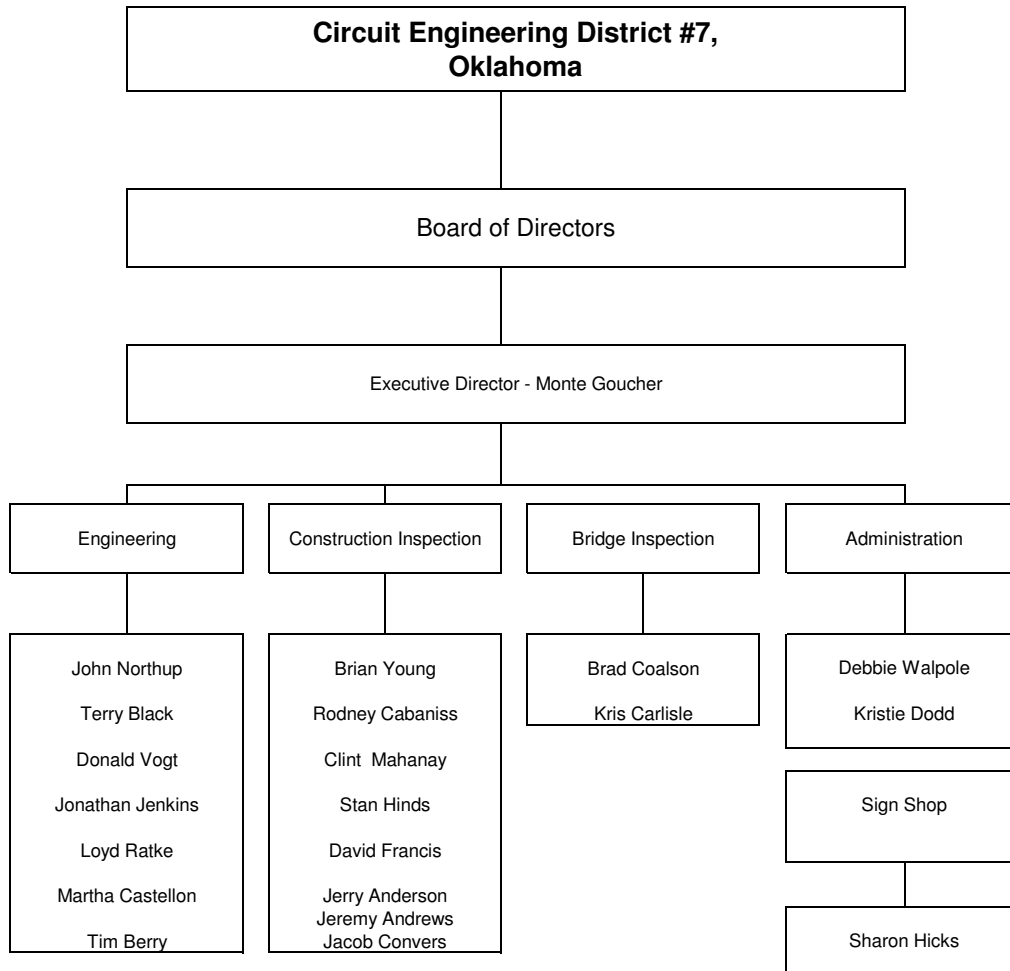 Circuit Engineering District #7,
Oklahoma
Board of Directors
Executive Director - Monte Goucher
Engineering
Construction Inspection
Bridge Inspection
Administration
John Northup
Terry Black
Donald Vogt
Jonathan Jenkins
Loyd Ratke
Martha Castellon
Tim Berry
Brian Young
Rodney Cabaniss
Clint  Mahanay
Stan Hinds
David Francis
Jerry Anderson
Jeremy Andrews
Jacob Convers
Brad Coalson
Kris Carlisle
Debbie Walpole
Kristie Dodd
Sign Shop
Sharon Hicks